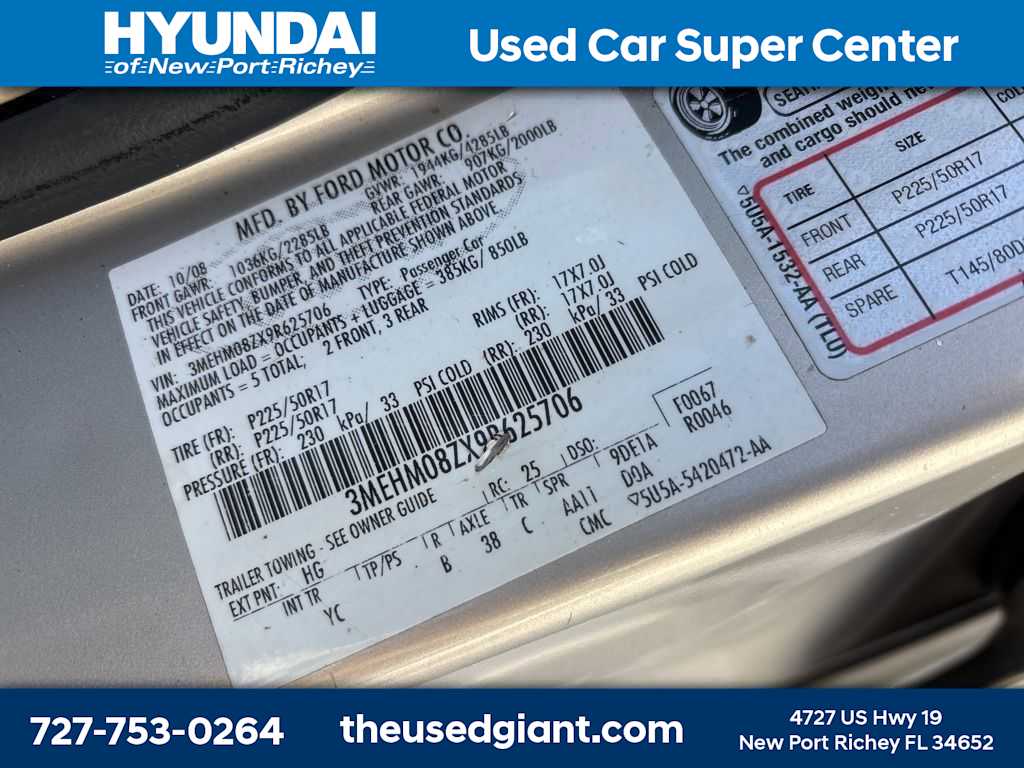 HYUNDAI
of New Port Richey
Used Car Super Center
MFD. BY FORD MOTOR CO.
DATE: 10/08 GVWR: 1944KG/4285LB
FRONT GAWR: 1036KG/2285LB REAR GAWR: 907KG/2000LB
THIS VEHICLE CONFORMS TO ALL APPLICABLE FEDERAL MOTOR
VEHICLE SAFETY, BUMPER, AND THEFT PREVENTION STANDARDS
IN EFFECT ON THE DATE OF MANUFACTURE SHOWN ABOVE.
VIN: 3MEHM08ZX9R625706 TYPE: Passenger Car
MAXIMUM LOAD = OCCUPANTS + LUGGAGE = 385KG/ 850LB
OCCUPANTS = 5 TOTAL; 2 FRONT, 3 REAR
TIRE (FR): P225/50R17 RIMS (FR): 17X7.0J
(RR): P225/50R17 (RR): 17X7.0J
PRESSURE (FR): 230 kPa/ 33 PSI COLD (RR): 230 kPa/ 33 PSI COLD
3MEHM08ZX9R625706
F0067
R0046
TRAILER TOWING - SEE OWNER GUIDE RC: 25 DSO:
EXT PNT: HG TP/PS R AXLE TR SPR 9DE1A
INT TR B 38 C AA11 DOA
YC CMC 5U5A-5420472-AA
SEATI
The combined weigh
and cargo should ne
TIRE SIZE COL
FRONT P225/50R17
REAR P225/50R17
SPARE T145/80D
5U5A-1532-AA (TLU)
727-753-0264
theusedgiant.com
4727 US Hwy 19
New Port Richey FL 34652